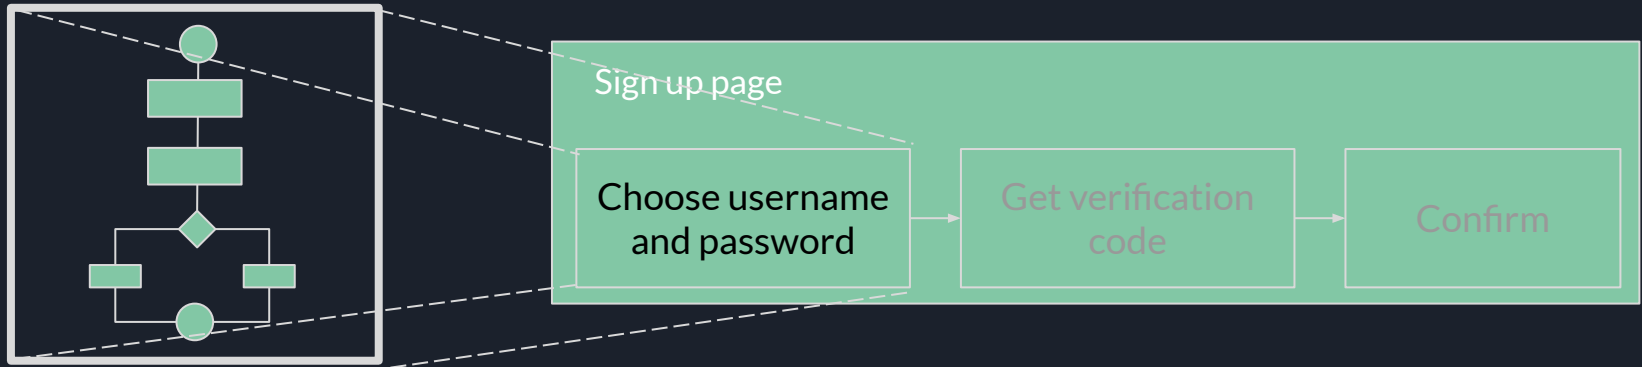 Sign up page
Choose username
and password
Get verification
code
Confirm